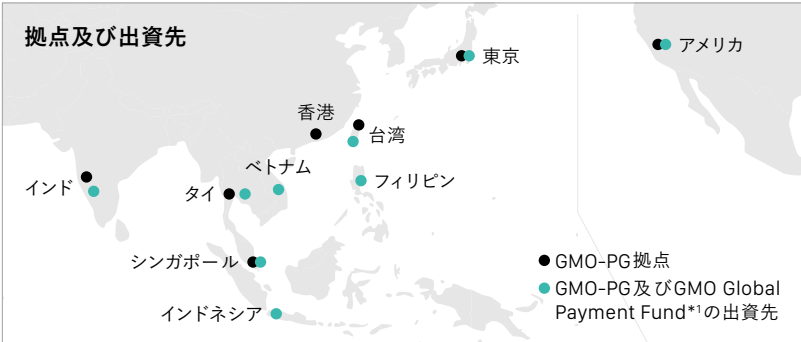 拠点及び出資先
東京
アメリカ
香港
台湾
ベトナム
インド
タイ
フィリピン
シンガポール
インドネシア
GMO-PG拠点
GMO-PG及びGMO Global
Payment Fund*1の出資先